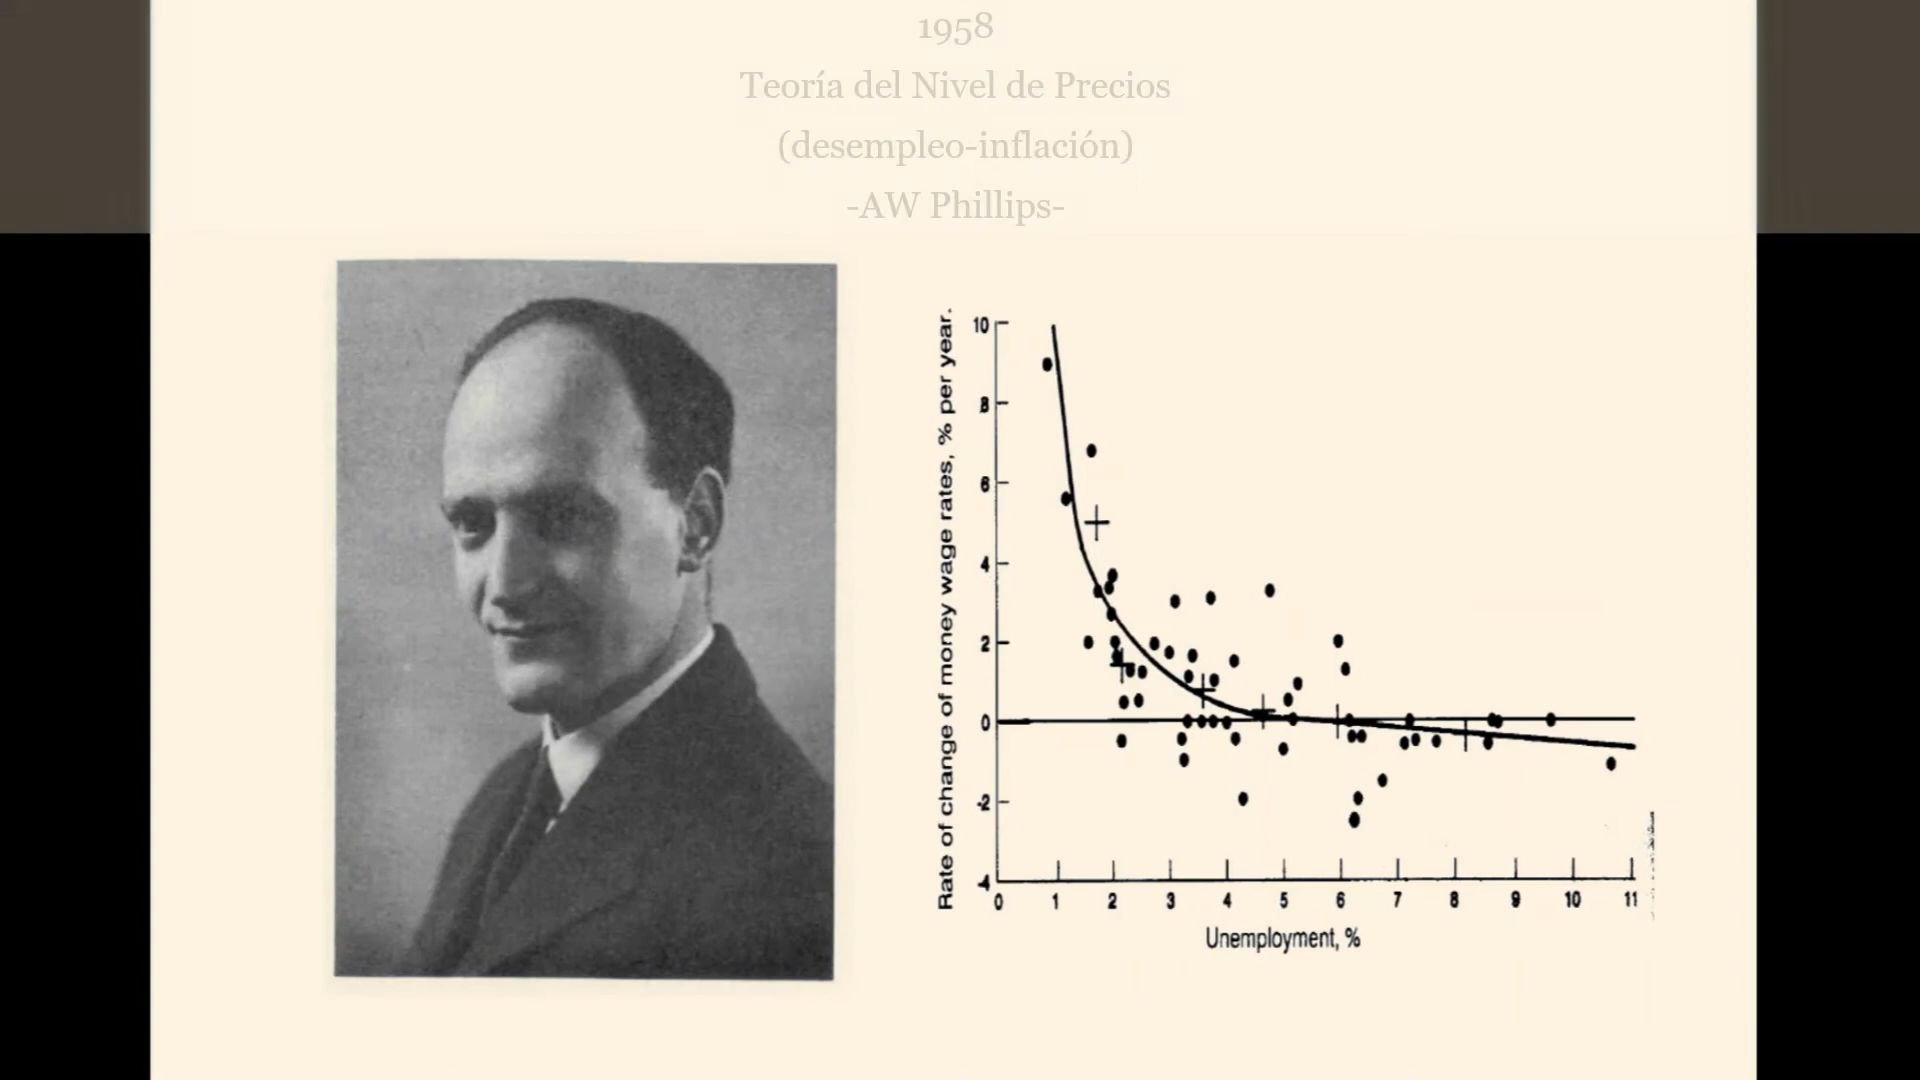 1958
Teoría del Nivel de Precios
(desempleo-inflación)
-AW Phillips-
Rate of change of money wage rates, % per year.
10
8
6
4
2
0
-2
-4
0 1 2 3 4 5 6 7 8 9 10 11
Unemployment, %